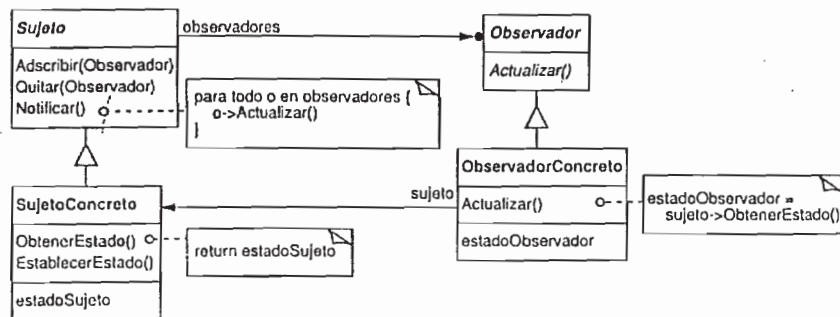 Sujeto
observadores
Observador
Adscribir(Observador)
Quitar(Observador)
Notificar()
para todo o en observadores {
o->Actualizar()
}
Actualizar()
SujetoConcreto
ObtenerEstado()
EstablecerEstado()
estadoSujeto
return estadoSujeto
sujeto
ObservadorConcreto
Actualizar()
estadoObservador
estadoObservador =
sujeto->ObtenerEstado()